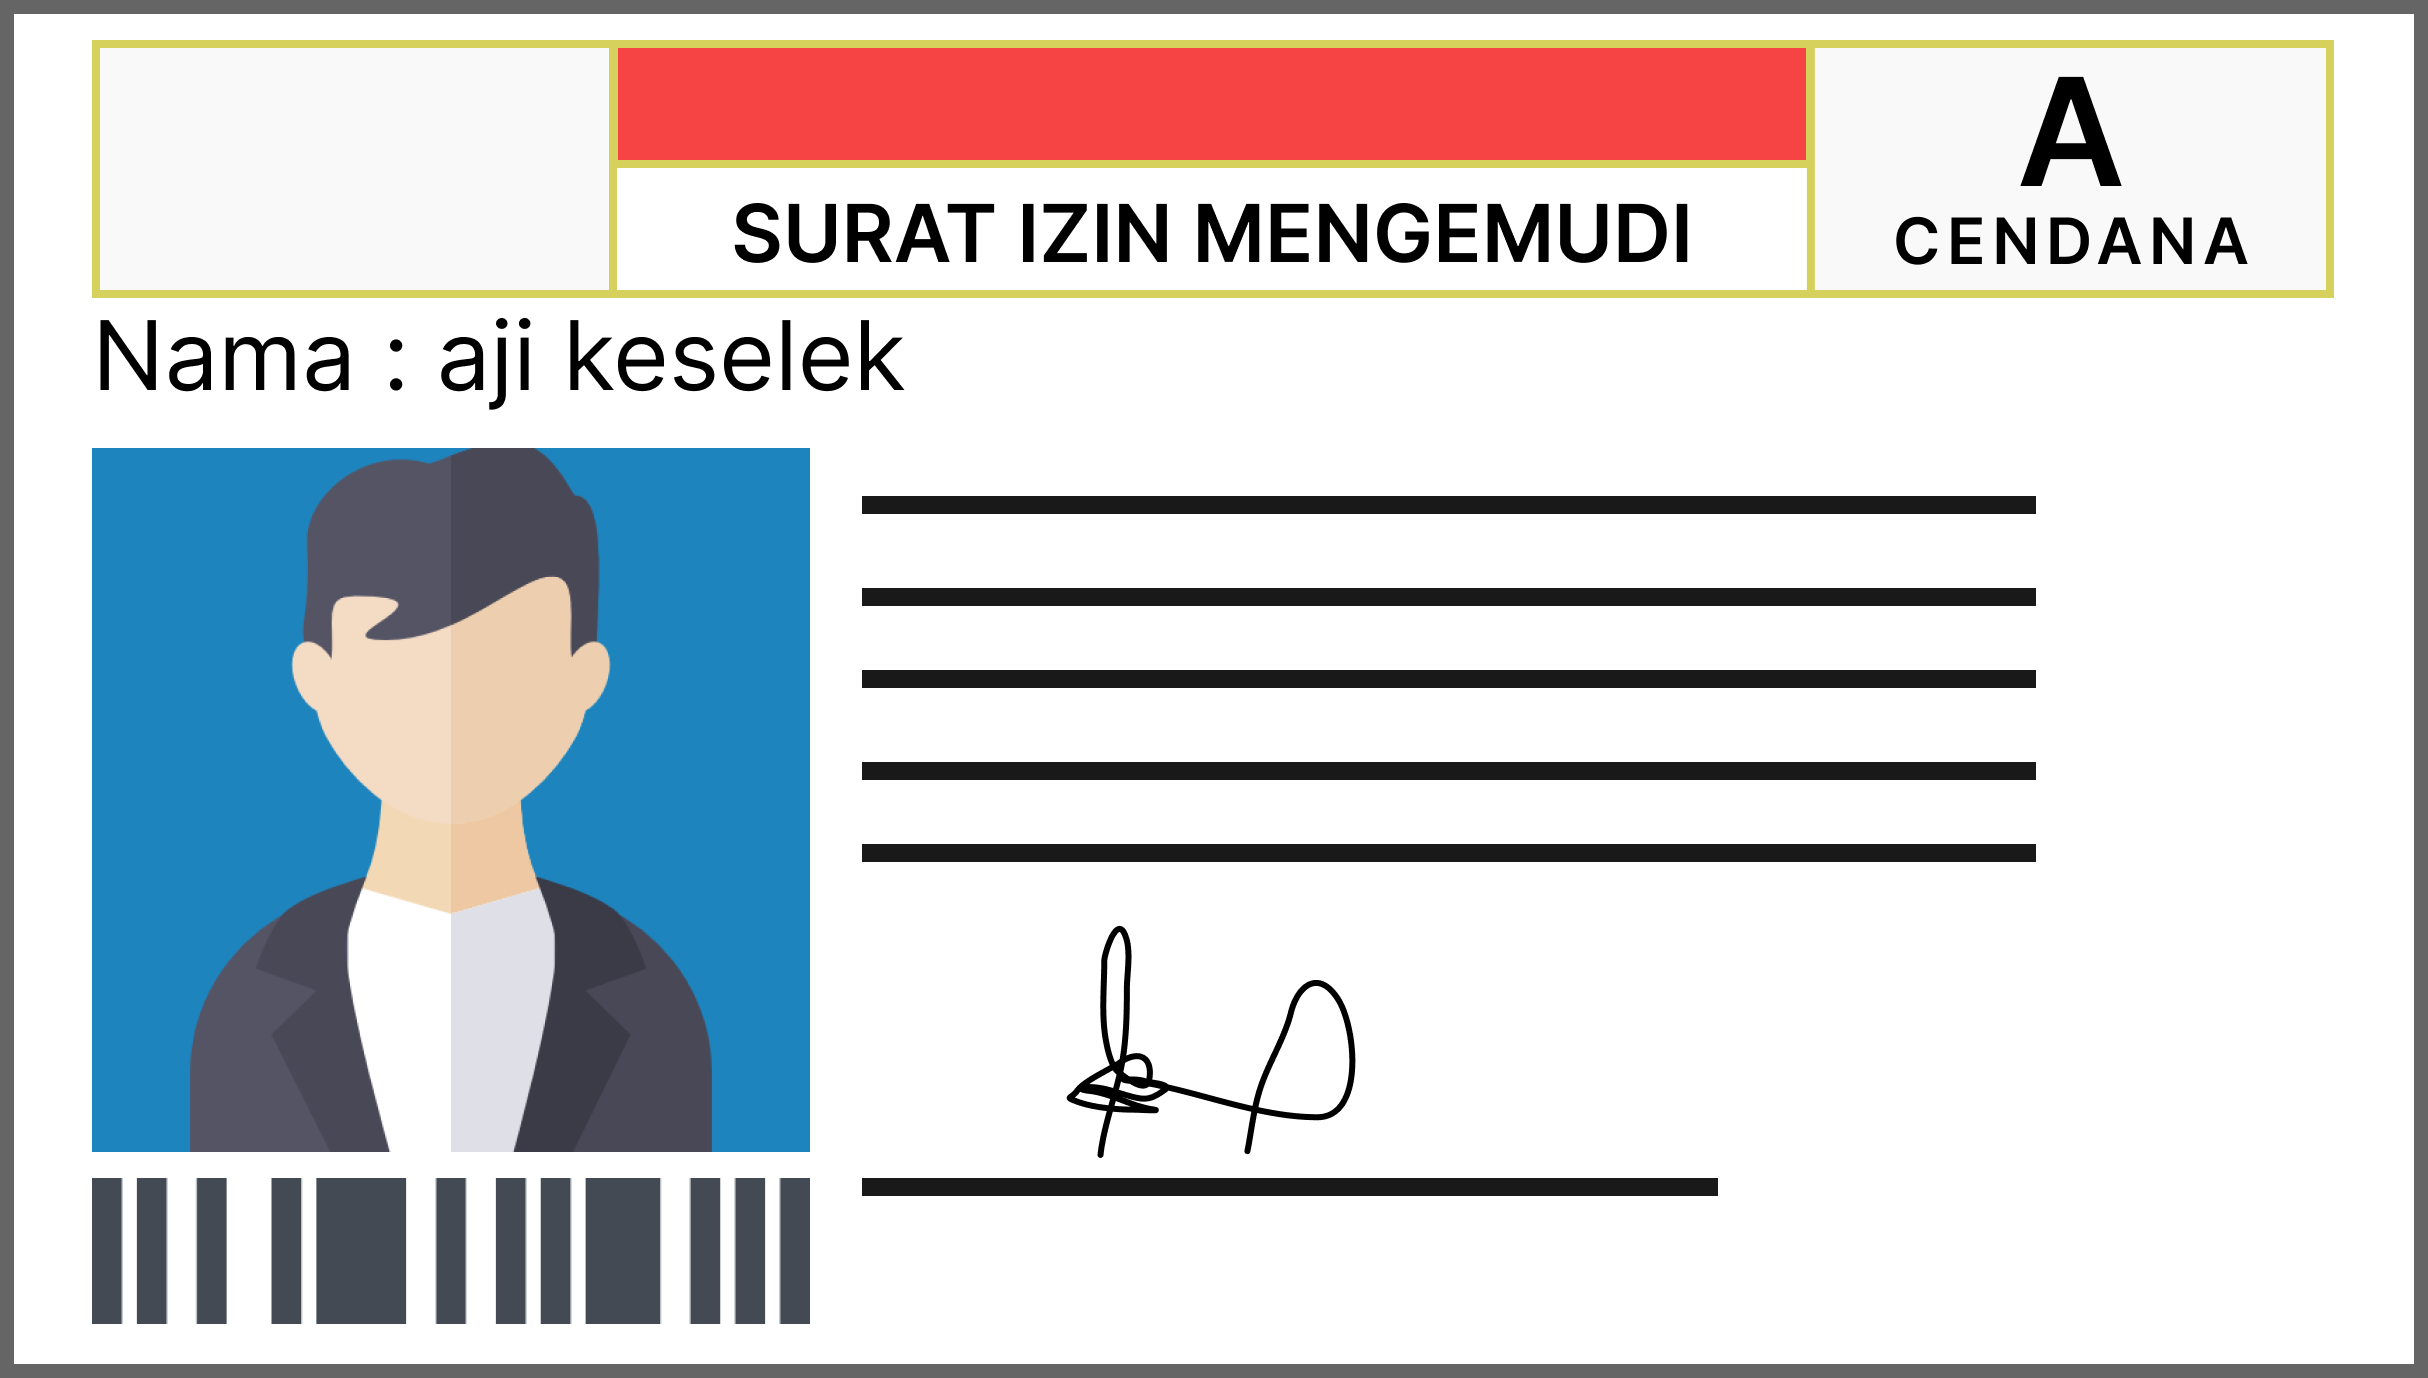 SURAT IZIN MENGEMUDI
A
CENDANA
Nama : aji keselek